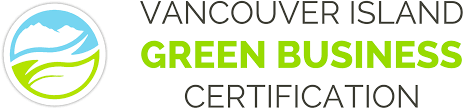 VANCOUVER ISLAND
GREEN BUSINESS
CERTIFICATION